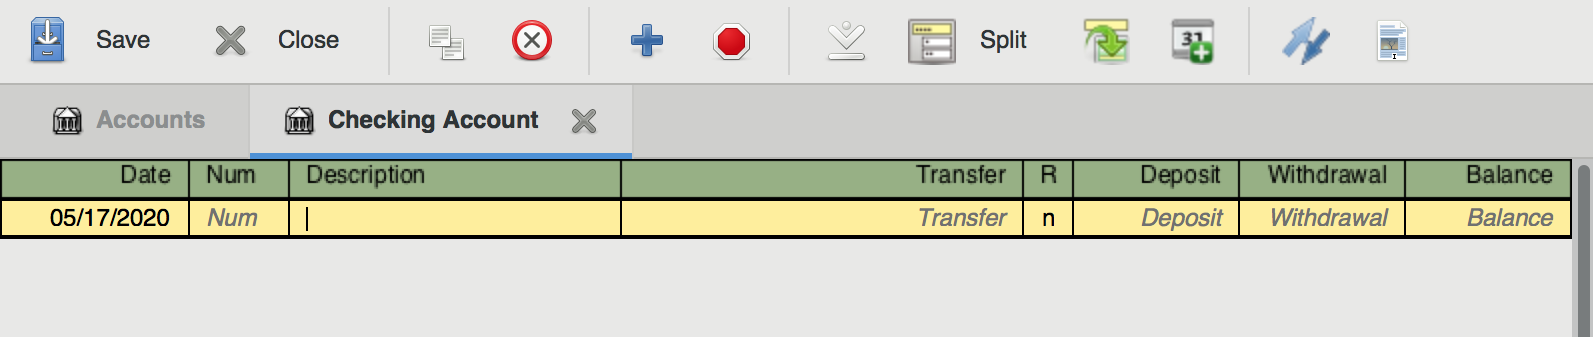 Save Close Split 31
Accounts Checking Account
Date Num Description Transfer R Deposit Withdrawal Balance
05/17/2020 Num Transfer n Deposit Withdrawal Balance